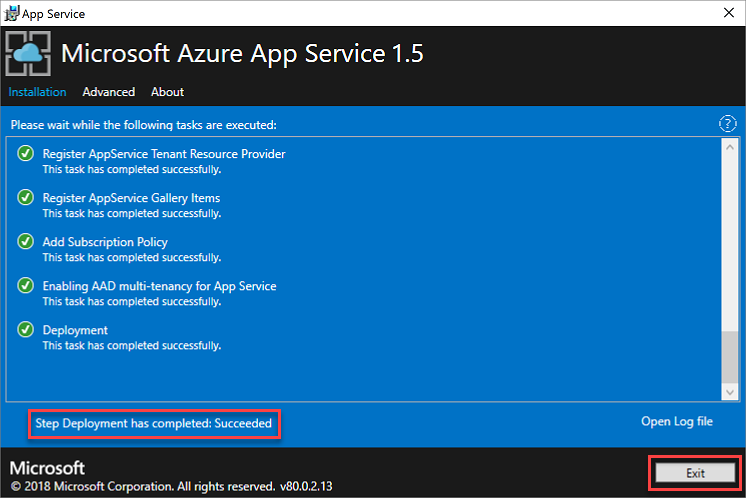 App Service
Microsoft Azure App Service 1.5
Installation Advanced About
Please wait while the following tasks are executed:
?
Register AppService Tenant Resource Provider
This task has completed successfully.
Register AppService Gallery Items
This task has completed successfully.
Add Subscription Policy
This task has completed successfully.
Enabling AAD multi-tenancy for App Service
This task has completed successfully.
Deployment
This task has completed successfully.
Step Deployment has completed: Succeeded
Open Log file
Microsoft
© 2018 Microsoft Corporation. All rights reserved. v80.0.2.13
Exit